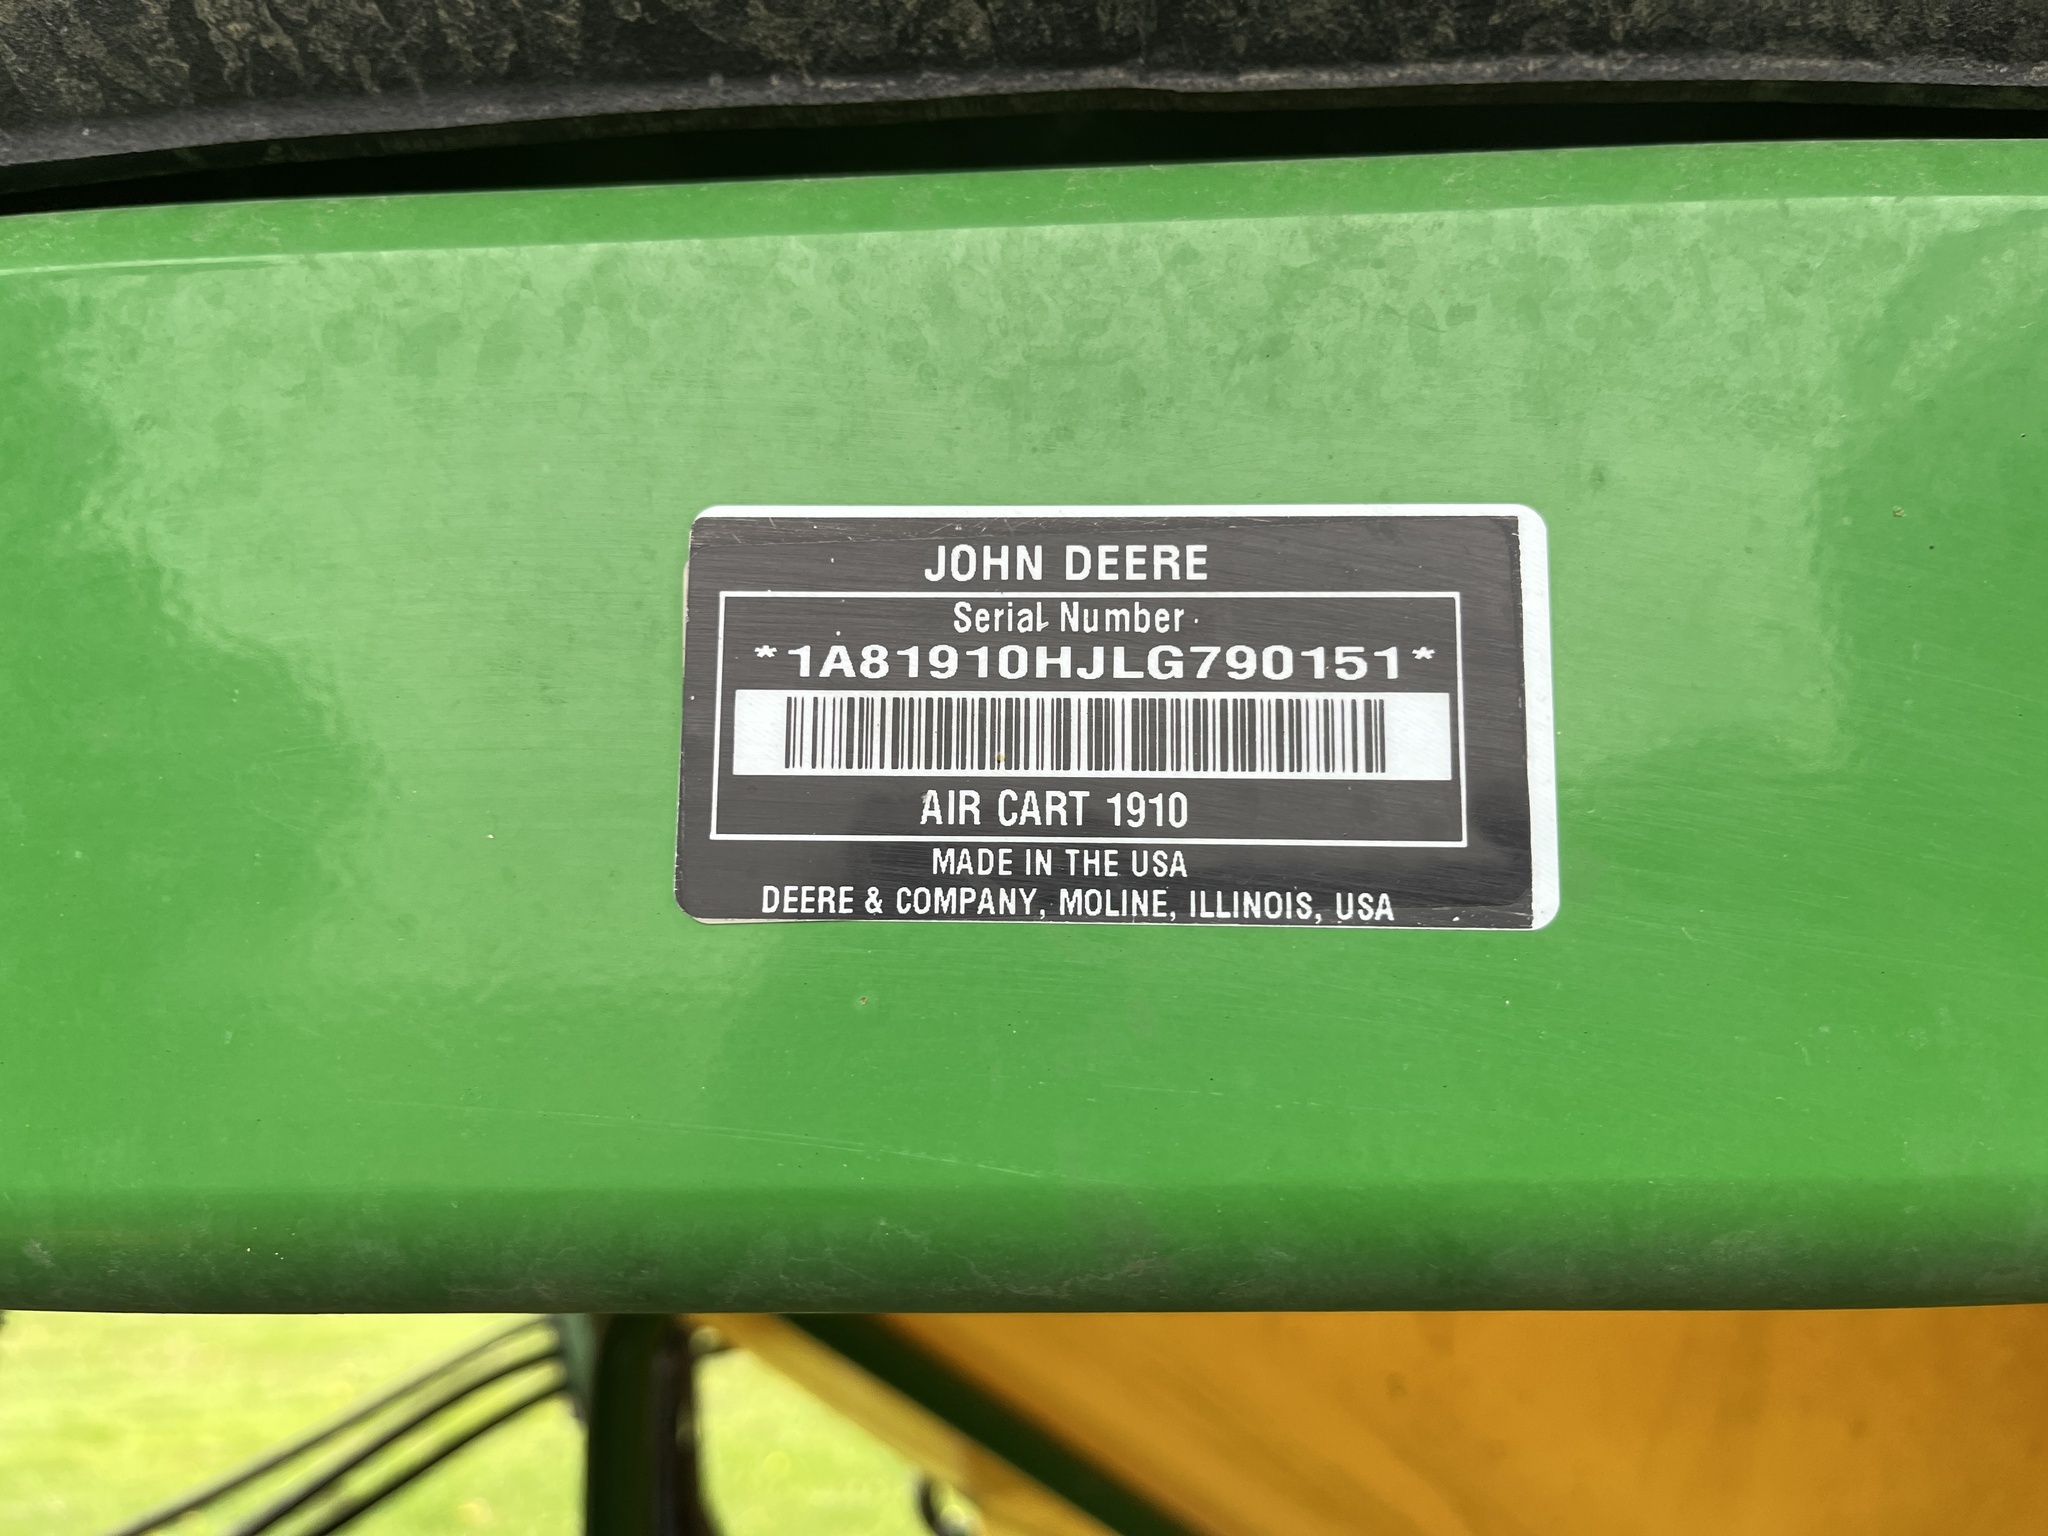 JOHN DEERE
Serial Number
*1A81910HJLG790151*
AIR CART 1910
MADE IN THE USA
DEERE & COMPANY, MOLINE, ILLINOIS, USA